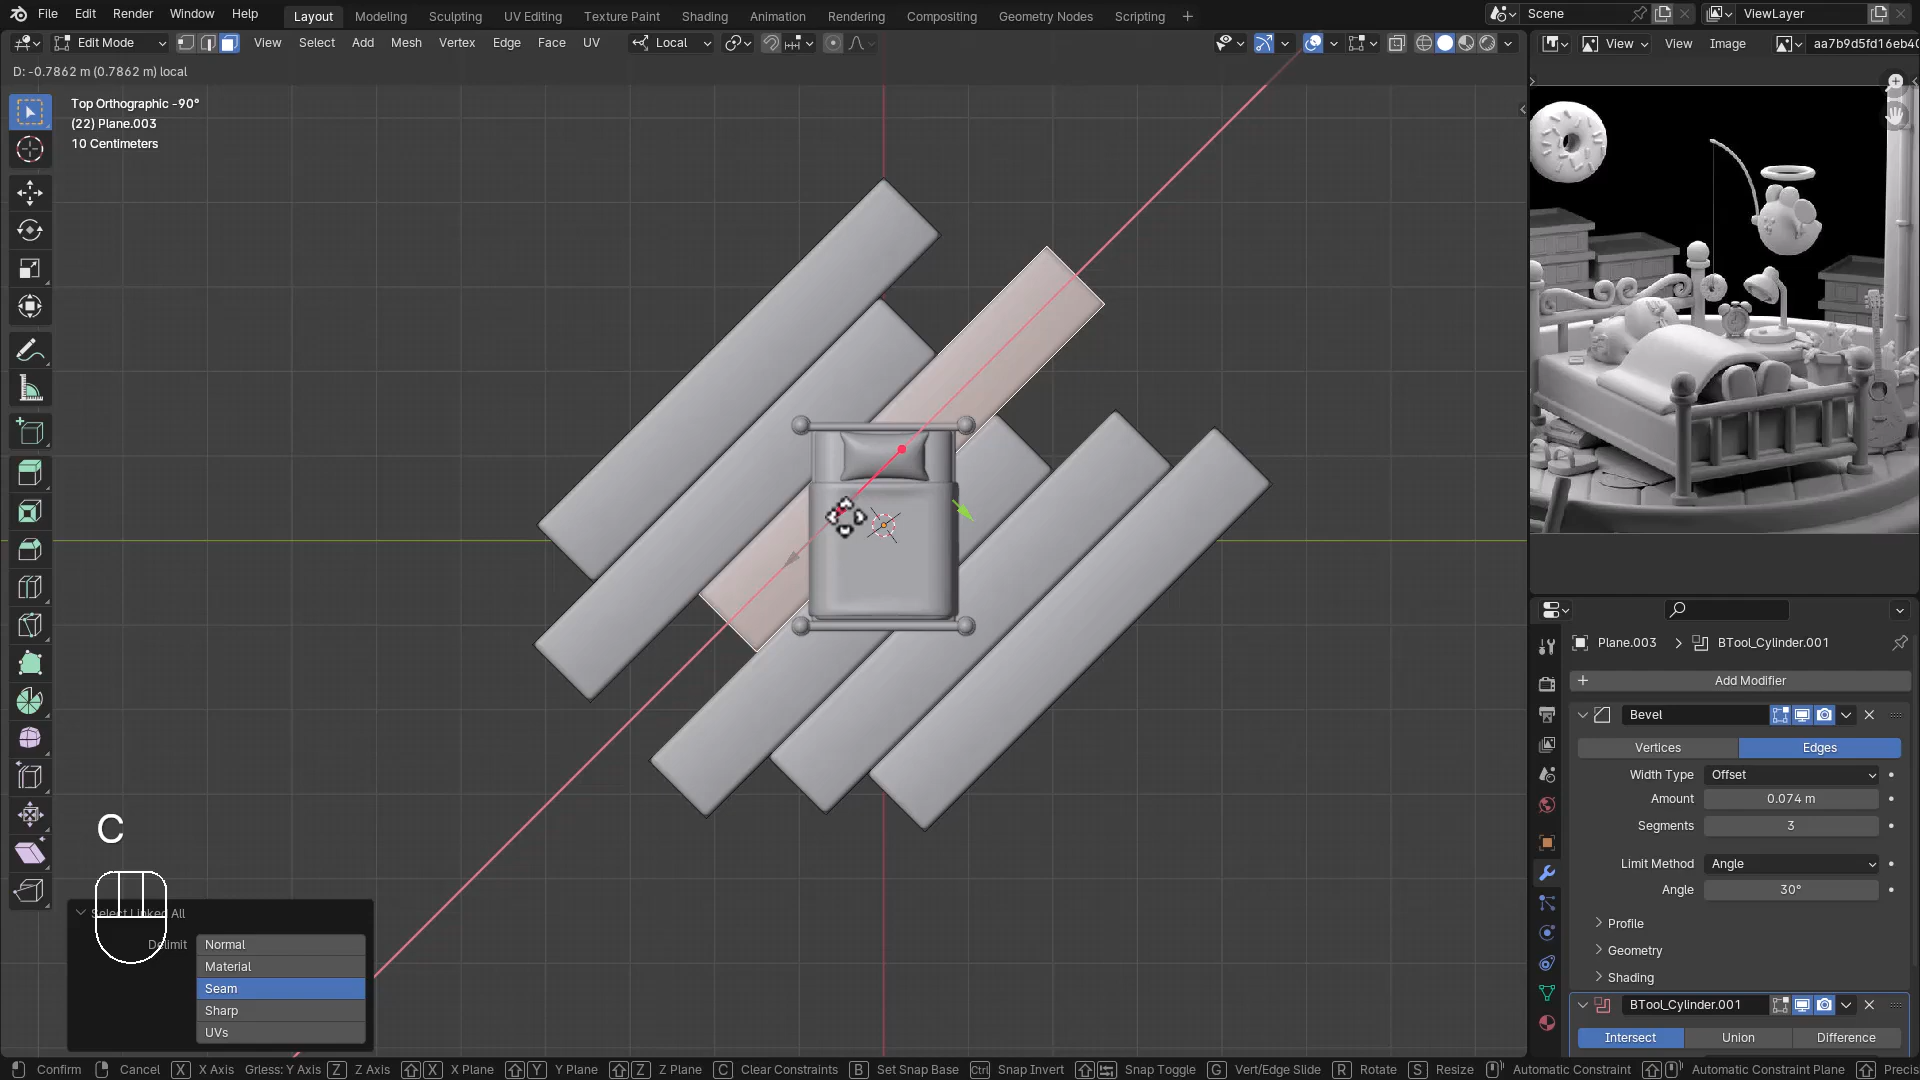 File Edit Render Window Help Layout Modeling Sculpting UV Editing Texture Paint Shading Animation Rendering Compositing Geometry Nodes Scripting Scene ViewLayer
Edit Mode View Select Add Mesh Vertex Edge Face UV Local View View Image aa7b9d5fd16eb40
D: -0.7862 m (0.7862 m) local
Top Orthographic -90°
(22) Plane.003
10 Centimeters
Plane.003 > BTool_Cylinder.001
+ Add Modifier
Bevel
Vertices Edges
Width Type Offset
Amount 0.074 m
Segments 3
Limit Method Angle
Angle 30°
Profile
Geometry
Shading
BTool_Cylinder.001
Intersect Union Difference
C
Select Linked All
Delimit Normal
Material
Seam
Sharp
UVs
Confirm Cancel X X Axis Grless: Y Axis Z Z Axis X X Plane Y Y Plane Z Z Plane C Clear Constraints B Set Snap Base Ctrl Snap Invert Snap Toggle G Vert/Edge Slide R Rotate S Resize Automatic Constraint Automatic Constraint Plane Precis